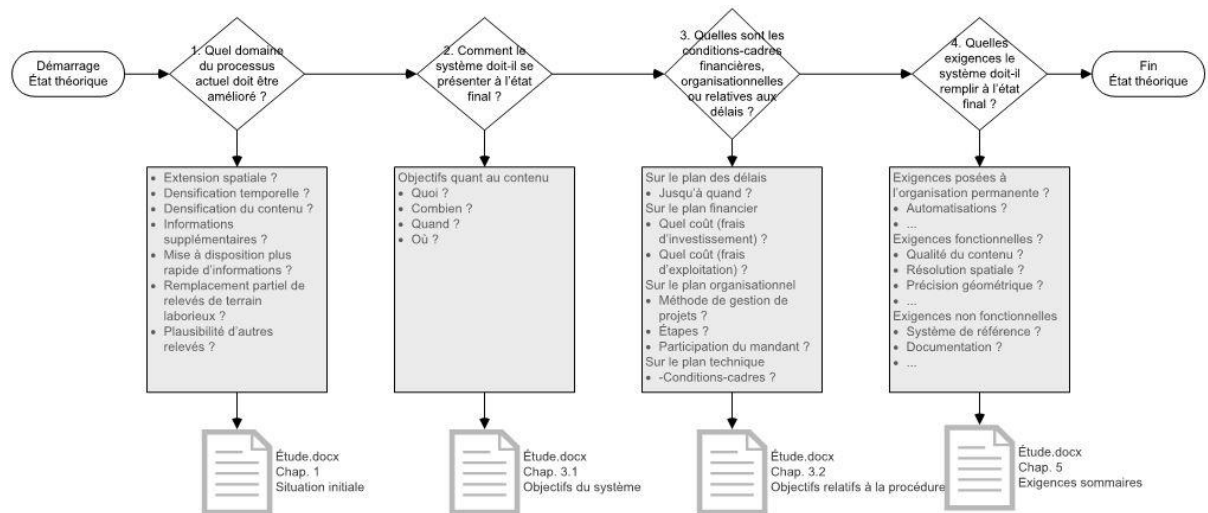 Démarrage
État théorique
1. Quel domaine
du processus
actuel doit être
amélioré ?
2. Comment le
système doit-il se
présenter à l'état
final ?
3. Quelles sont les
conditions-cadres
financières,
organisationnelles
ou relatives aux
délais ?
4. Quelles
exigences le
système doit-il
remplir à l'état
final ?
Fin
État théorique
• Extension spatiale ?
• Densification temporelle ?
• Densification du contenu ?
• Informations
supplémentaires ?
• Mise à disposition plus
rapide d'informations ?
• Remplacement partiel de
relevés de terrain
laborieux ?
• Plausibilité d'autres
relevés ?
Objectifs quant au contenu
• Quoi ?
• Combien ?
• Quand ?
• Où ?
Sur le plan des délais
• Jusqu'à quand ?
Sur le plan financier
• Quel coût (frais
d'investissement) ?
• Quel coût (frais
d'exploitation) ?
Sur le plan organisationnel
• Méthode de gestion de
projets ?
• Étapes ?
• Participation du mandant ?
Sur le plan technique
• -Conditions-cadres ?
Exigences posées à
l'organisation permanente ?
• Automatisations ?
• ...
Exigences fonctionnelles ?
• Qualité du contenu ?
• Résolution spatiale ?
• Précision géométrique ?
• ...
Exigences non fonctionnelles
• Système de référence ?
• Documentation ?
• ...
Étude.docx
Chap. 1
Situation initiale
Étude.docx
Chap. 3.1
Objectifs du système
Étude.docx
Chap. 3.2
Objectifs relatifs à la procédure
Étude.docx
Chap. 5
Exigences sommaires